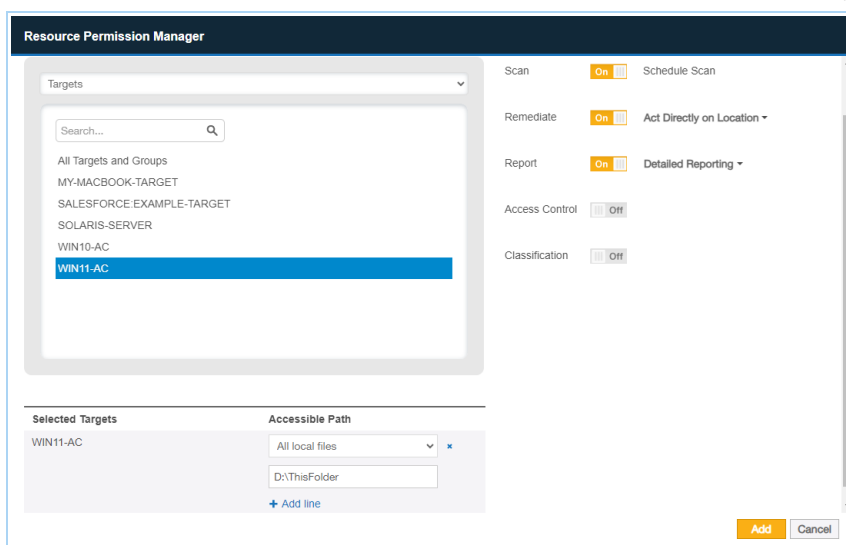 Resource Permission Manager
Targets
Search...
All Targets and Groups
MY-MACBOOK-TARGET
SALESFORCE:EXAMPLE-TARGET
SOLARIS-SERVER
WIN10-AC
WIN11-AC
Scan On Schedule Scan
Remediate On Act Directly on Location
Report On Detailed Reporting
Access Control Off
Classification Off
Selected Targets Accessible Path
WIN11-AC All local files
D:\ThisFolder
+ Add line
Add Cancel